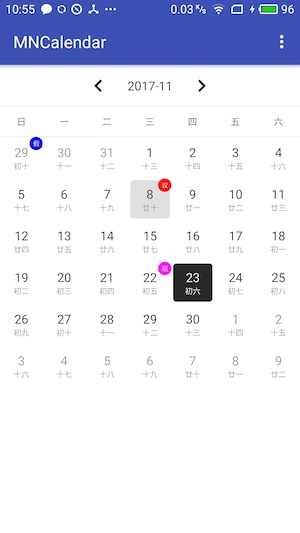 10:55 0.03 K/s 96
MNCalendar
2017-11
日 一 二 三 四 五 六
假
29 30 31 1 2 3 4
初十 十一 十二 十三 十四 十五 十六
5 6 7 8 9 10 11
十七 十八 十九 廿十 廿一 廿二 廿三
12 13 14 15 16 17 18
廿四 廿五 廿六 廿七 廿八 廿九 初一
班
19 20 21 22 23 24 25
初二 初三 初四 初五 初六 初七 初八
26 27 28 29 30 1 2
初九 初十 十一 十二 十三 十四 十五
3 4 5 6 7 8 9
十六 十七 十八 十九 廿十 廿一 廿二